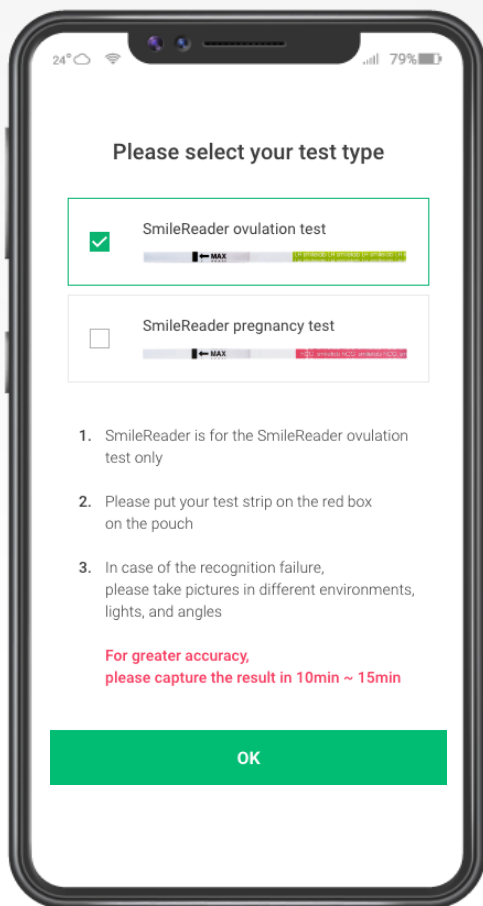 24°
79%
Please select your test type
SmileReader ovulation test
MAX
SmileReader pregnancy test
MAX
1. SmileReader is for the SmileReader ovulation
test only
2. Please put your test strip on the red box
on the pouch
3. In case of the recognition failure,
please take pictures in different environments,
lights, and angles
For greater accuracy,
please capture the result in 10min ~ 15min
OK